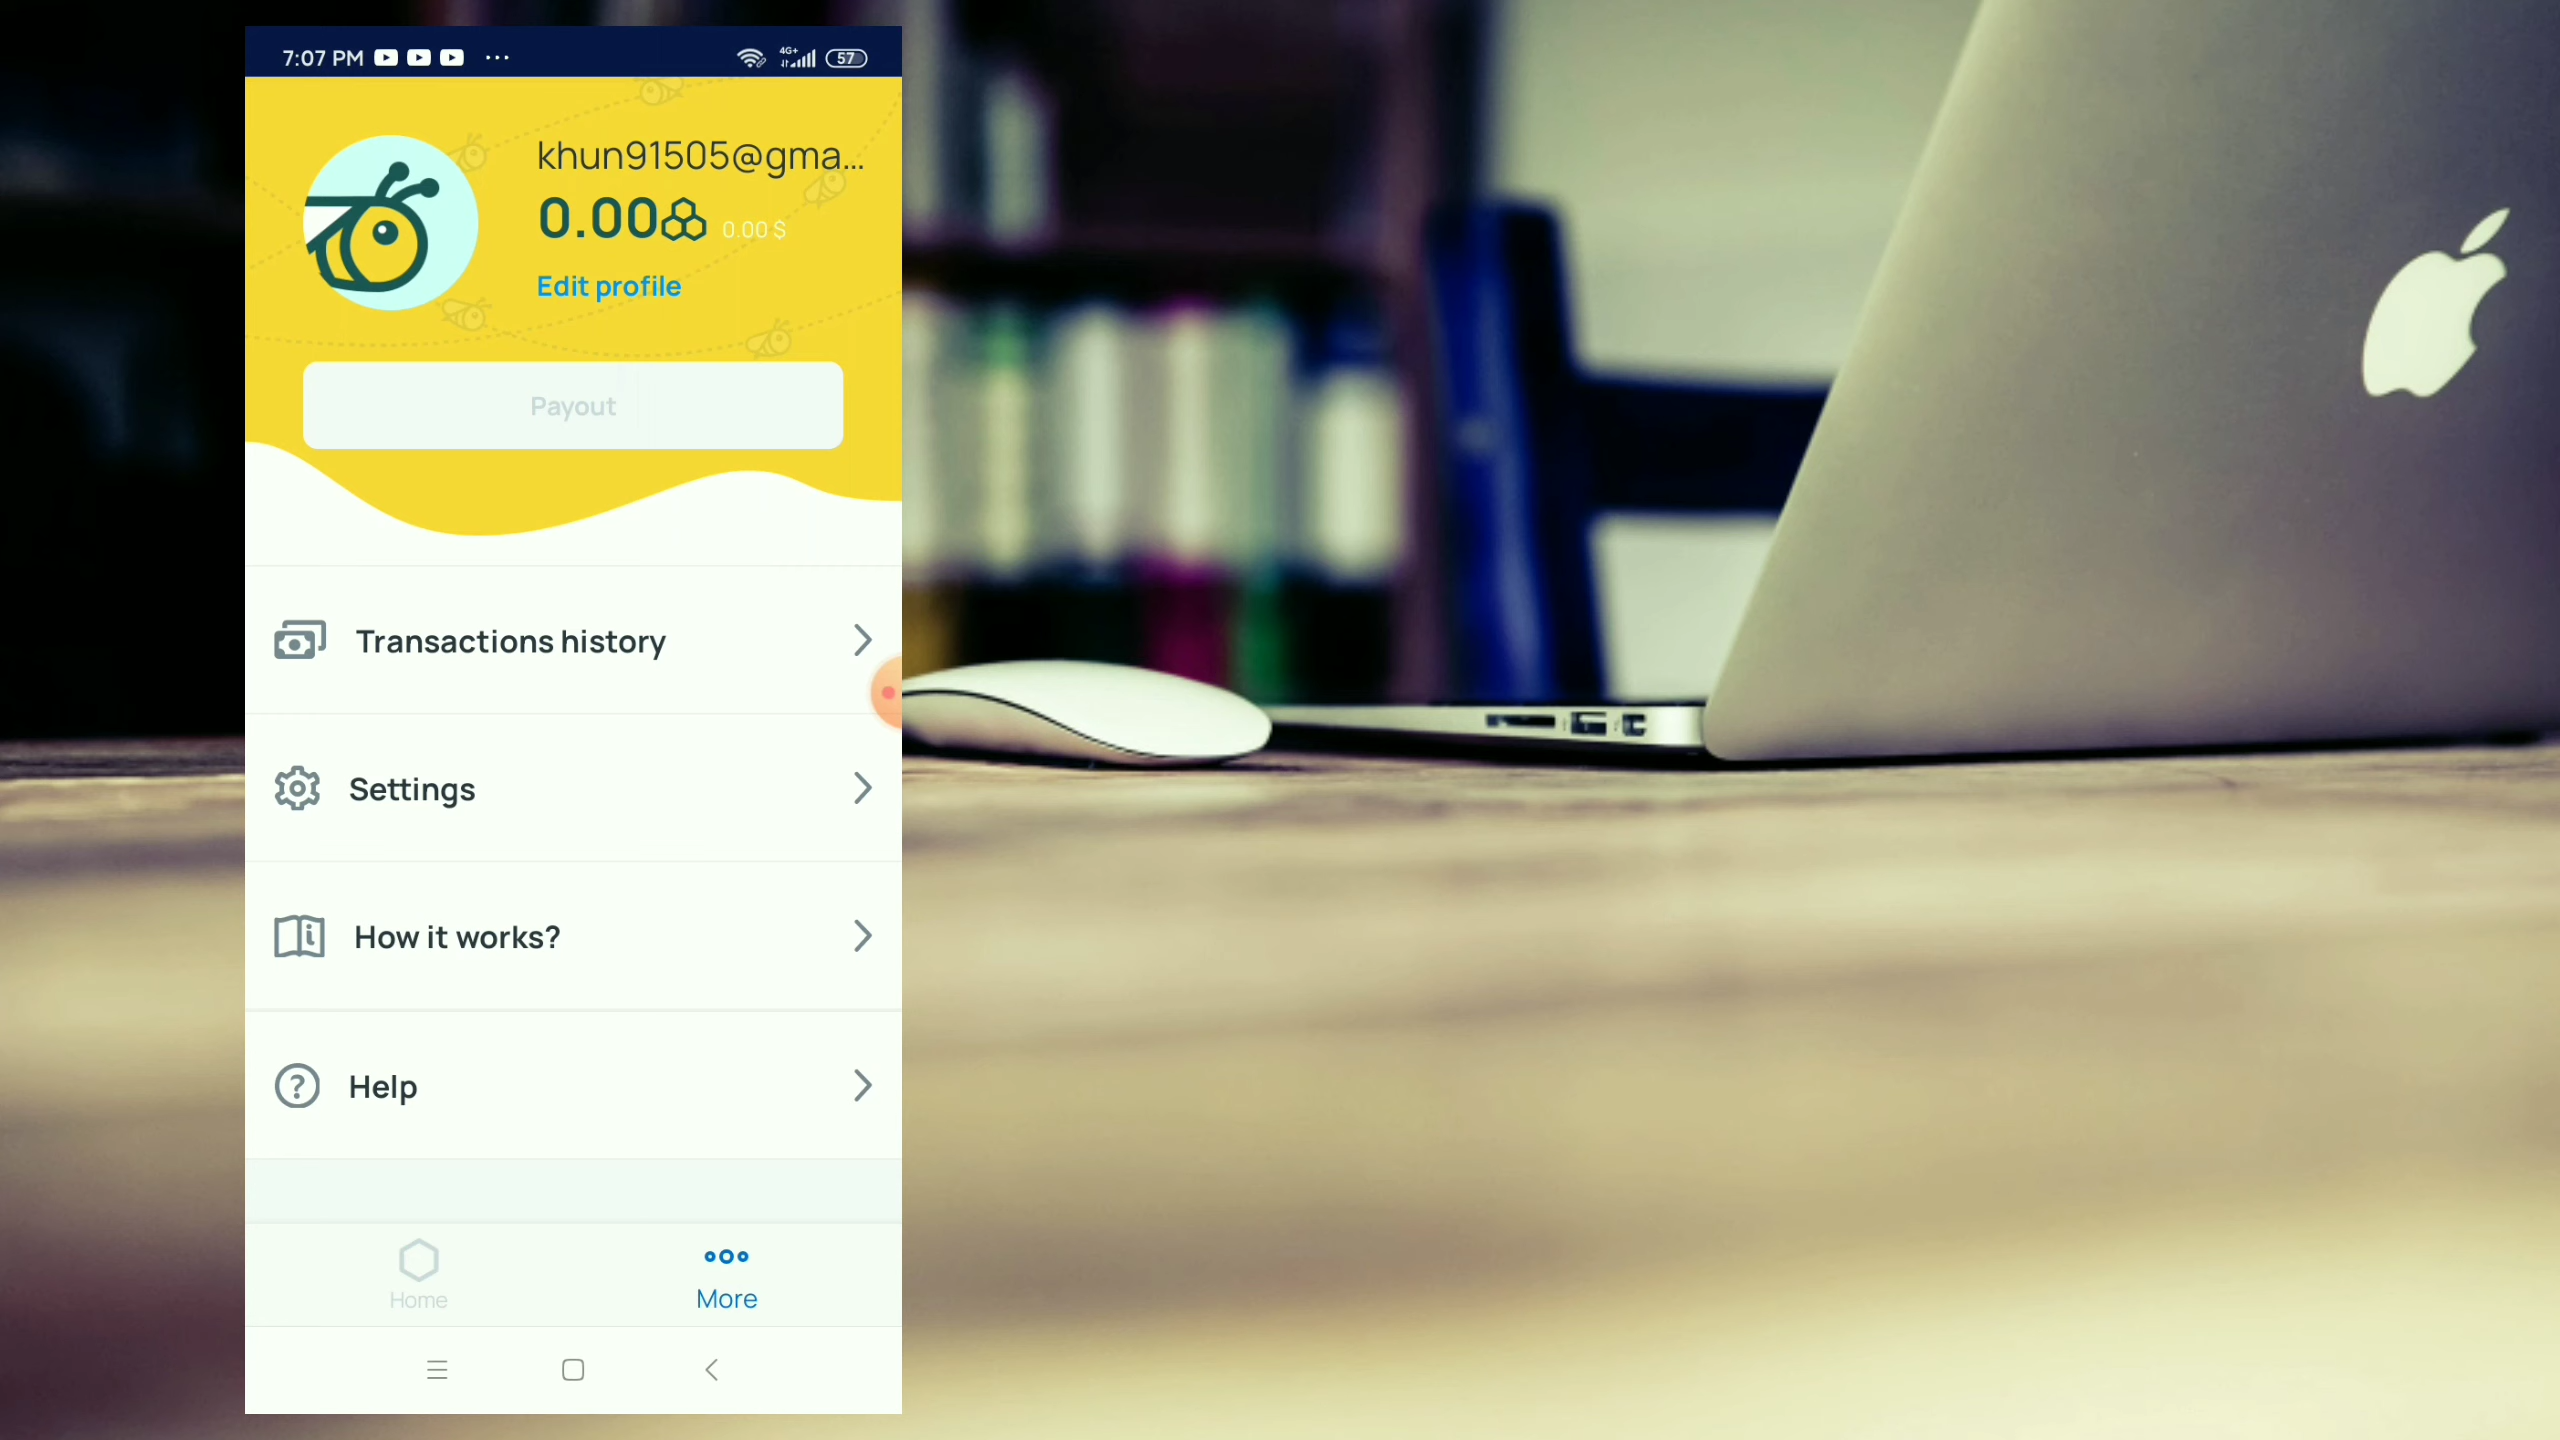 7:07 PM ... 4G+ 57
khun91505@gma...
0.00 0.00 $
Edit profile
Payout
Transactions history
Settings
How it works?
Help
Home More